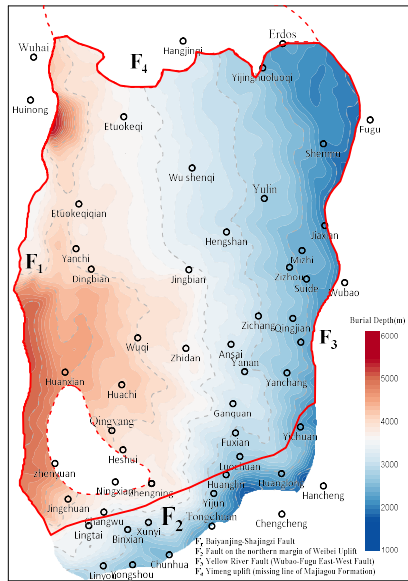 Erdos
Wuhai
Hangjinqi
F4
Yijinghuoluoqi
Huinong
Etuokeqi
Fugu
Shenmu
Wu shenqi
Yulin
Etuokeqianqian
Jiaxian
Hengshan
Yanchi
Mizhi
F1
Dingbian
Jingbian
Zizhou
Suide
Wubao
Burial Depth(m)
Zichang
Qingjian
6000
Wuqi
Ansai
F3
Zhidan
Yanan
5000
Huanxian
Yanchang
Huachi
4000
Ganquan
Qingyang
Fuxian
Yichuan
3000
Heshui
Luochuan
zhenyuan
Huangling
Huanglong
2000
Ningxian
Zhengning
Hancheng
Jingchuan
Yijun
Changwu
F2
Tongchuan
Chengcheng
Lingtai
Xunyi
Binxian
1000
F1 Baiyanjing-Shajingzi Fault
F2 Fault on the northern margin of Weibei Uplift
F3 Yellow River Fault (Wubao-Fugu East-West Fault)
F4 Yimeng uplift (missing line of Majiagou Formation)
Chunhua
Linyou
Yongshou